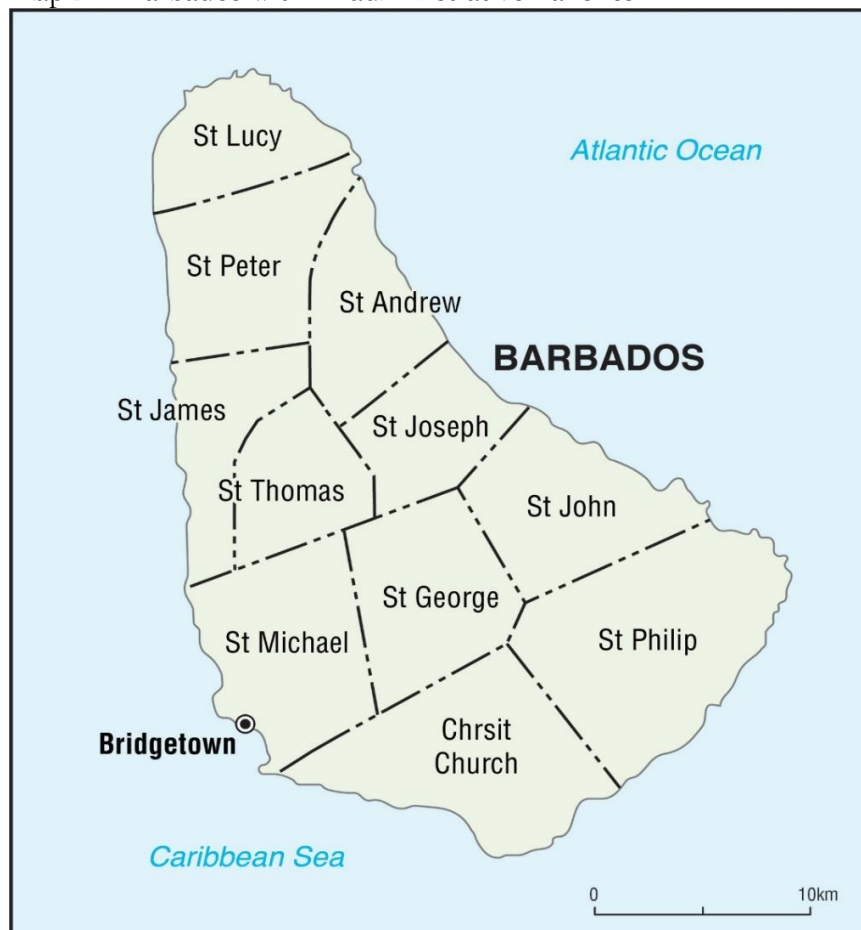 St Lucy
Atlantic Ocean
St Peter
St Andrew
BARBADOS
St James
St Joseph
St Thomas
St John
St George
St Michael
St Philip
Bridgetown
Chrsit
Church
Caribbean Sea
0 10km